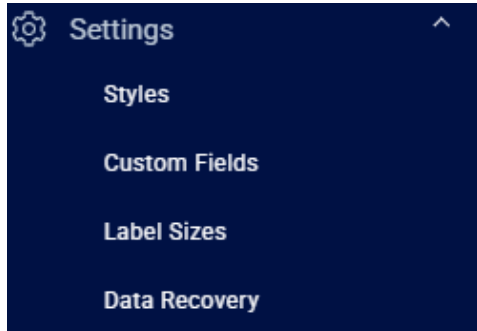 Settings
Styles
Custom Fields
Label Sizes
Data Recovery